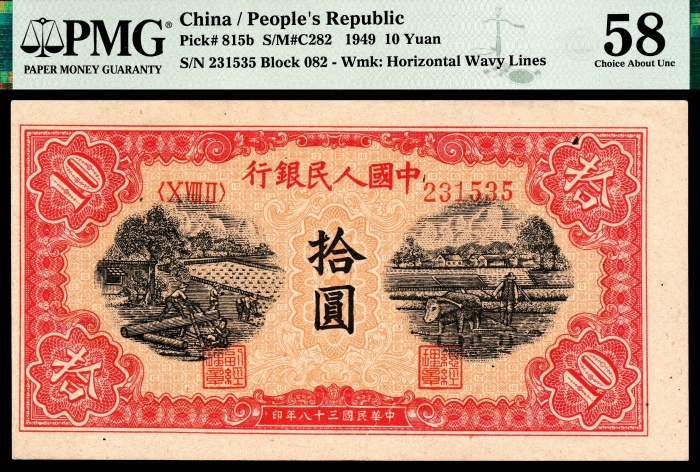 PMG®
PAPER MONEY GUARANTY
China / People's Republic
Pick# 815b S/M#C282 1949 10 Yuan
S/N 231535 Block 082 - Wmk: Horizontal Wavy Lines
58
Choice About Unc
行銀民人國中
10
拾
〈XVIIIII〉
231535
拾圓
拾
10
印年八十三國民華中